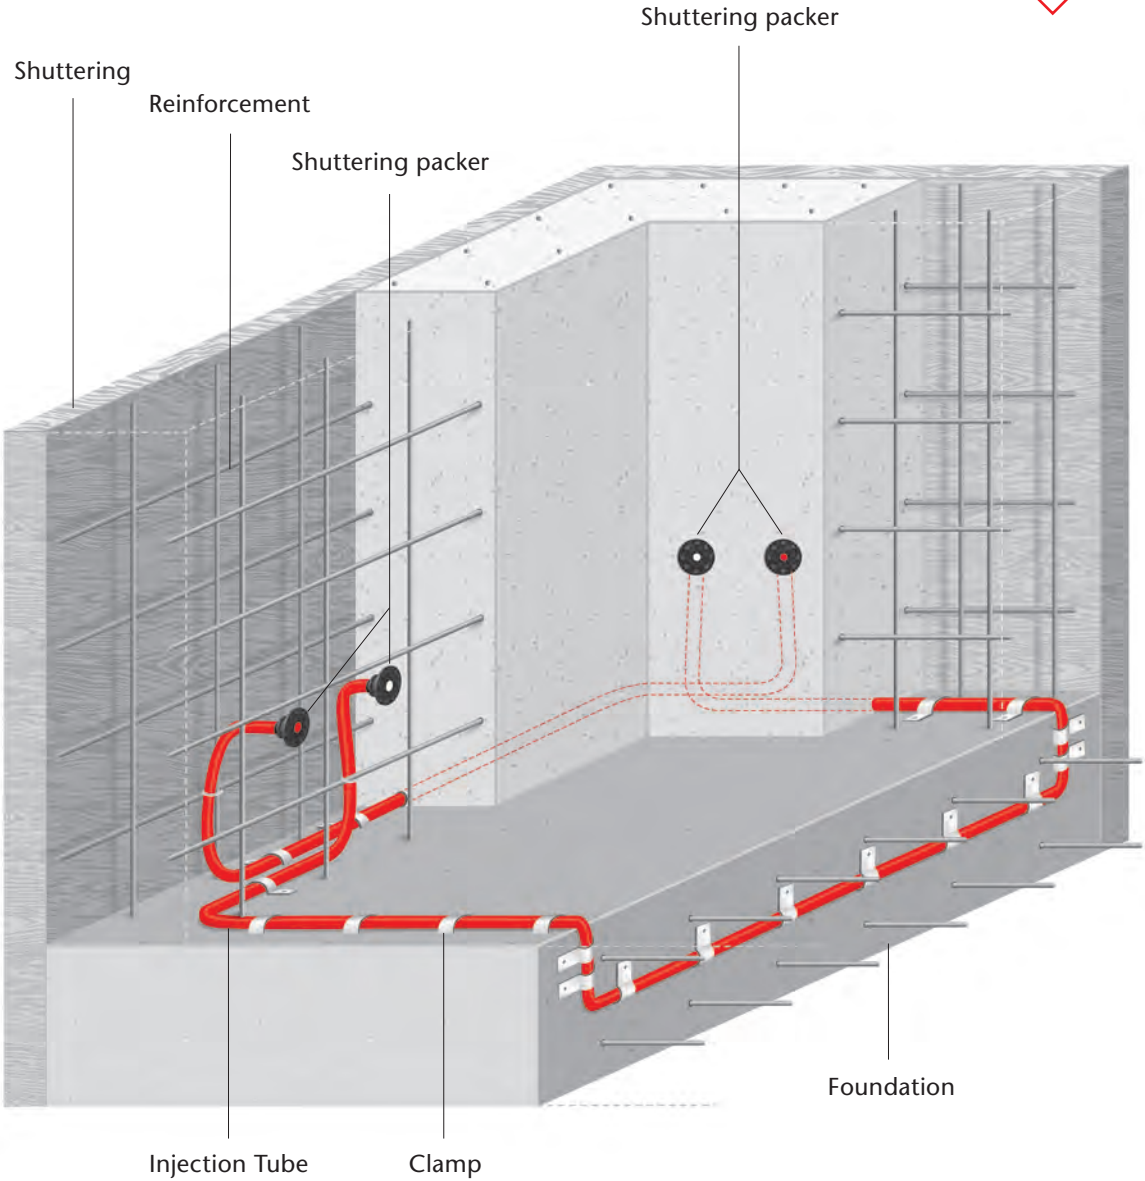 Shuttering packer
Shuttering
Reinforcement
Shuttering packer
Foundation
Injection Tube
Clamp